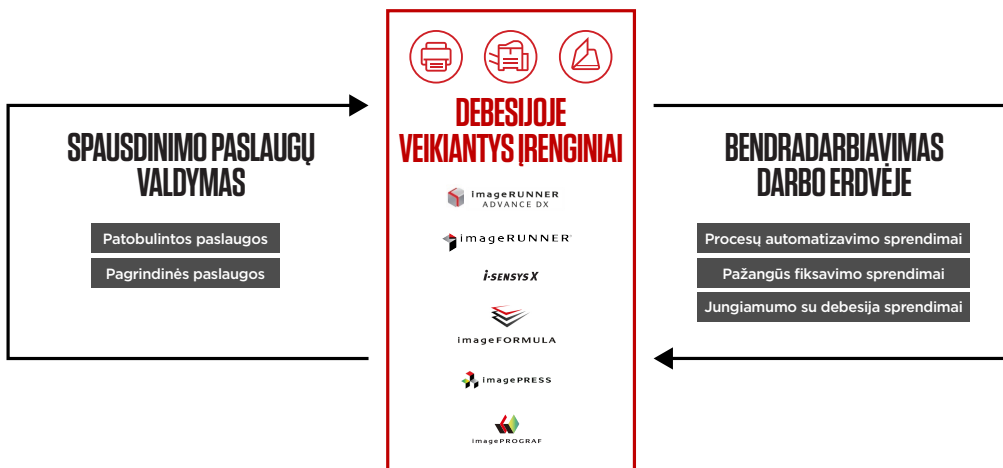 SPAUSDINIMO PASLAUGŲ
VALDYMAS
Patobulintos paslaugos
Pagrindinės paslaugos
DEBESIJOJE
VEIKIANTYS ĮRENGINIAI
imageRUNNER
ADVANCE DX
imageRUNNER®
i-SENSYS X
imageFORMULA
imagePRESS
imagePROGRAF
BENDRADARBIAVIMAS
DARBO ERDVĖJE
Procesų automatizavimo sprendimai
Pažangūs fiksavimo sprendimai
Jungiamumo su debesija sprendimai